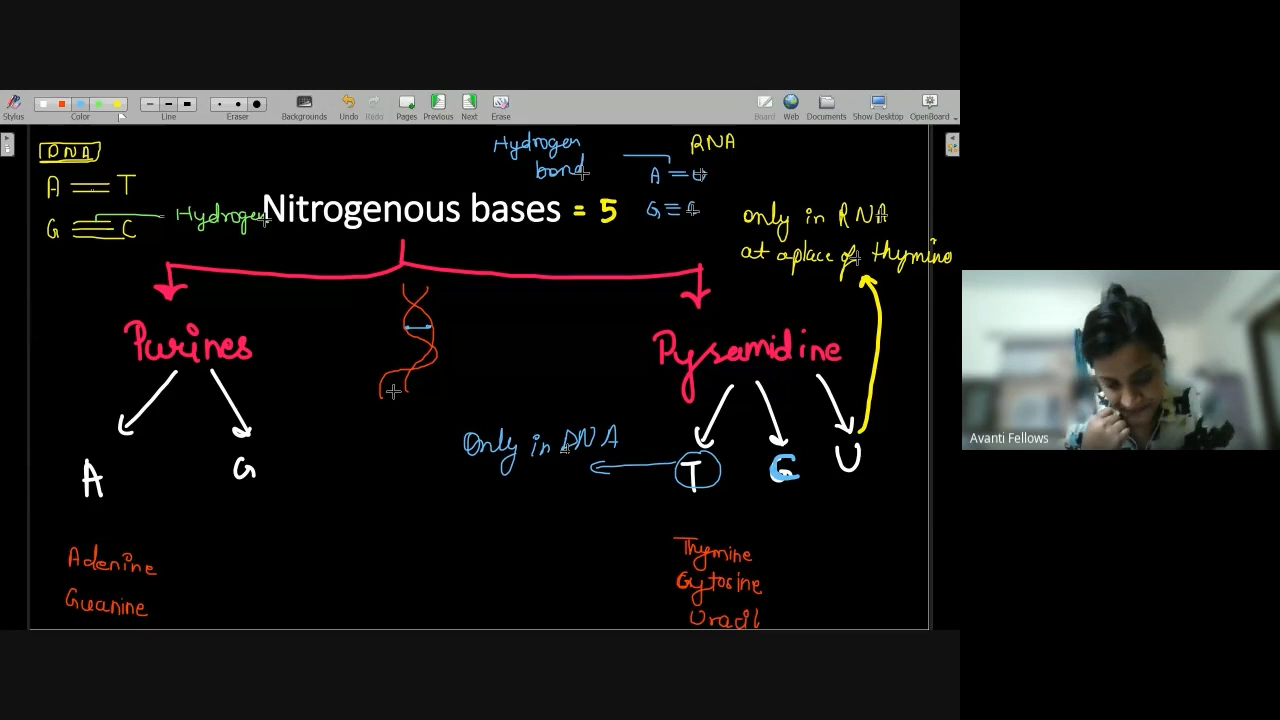 Stylus
Color
Line
Eraser
Backgrounds
Undo
Redo
Pages
Previous
Next
Erase
Board
Web
Documents
Show Desktop
OpenBoard
DNA
A = T
G ≡ C
Hydrogen
Hydrogen
bond
RNA
A = U
G ≡
Nitrogenous bases = 5
only in RNA
at a place of thymine
Purines
Pyramidine
A
G
Only in DNA
T
C
U
Adenine
Guanine
Thymine
Cytosine
Uracil
Avanti Fellows